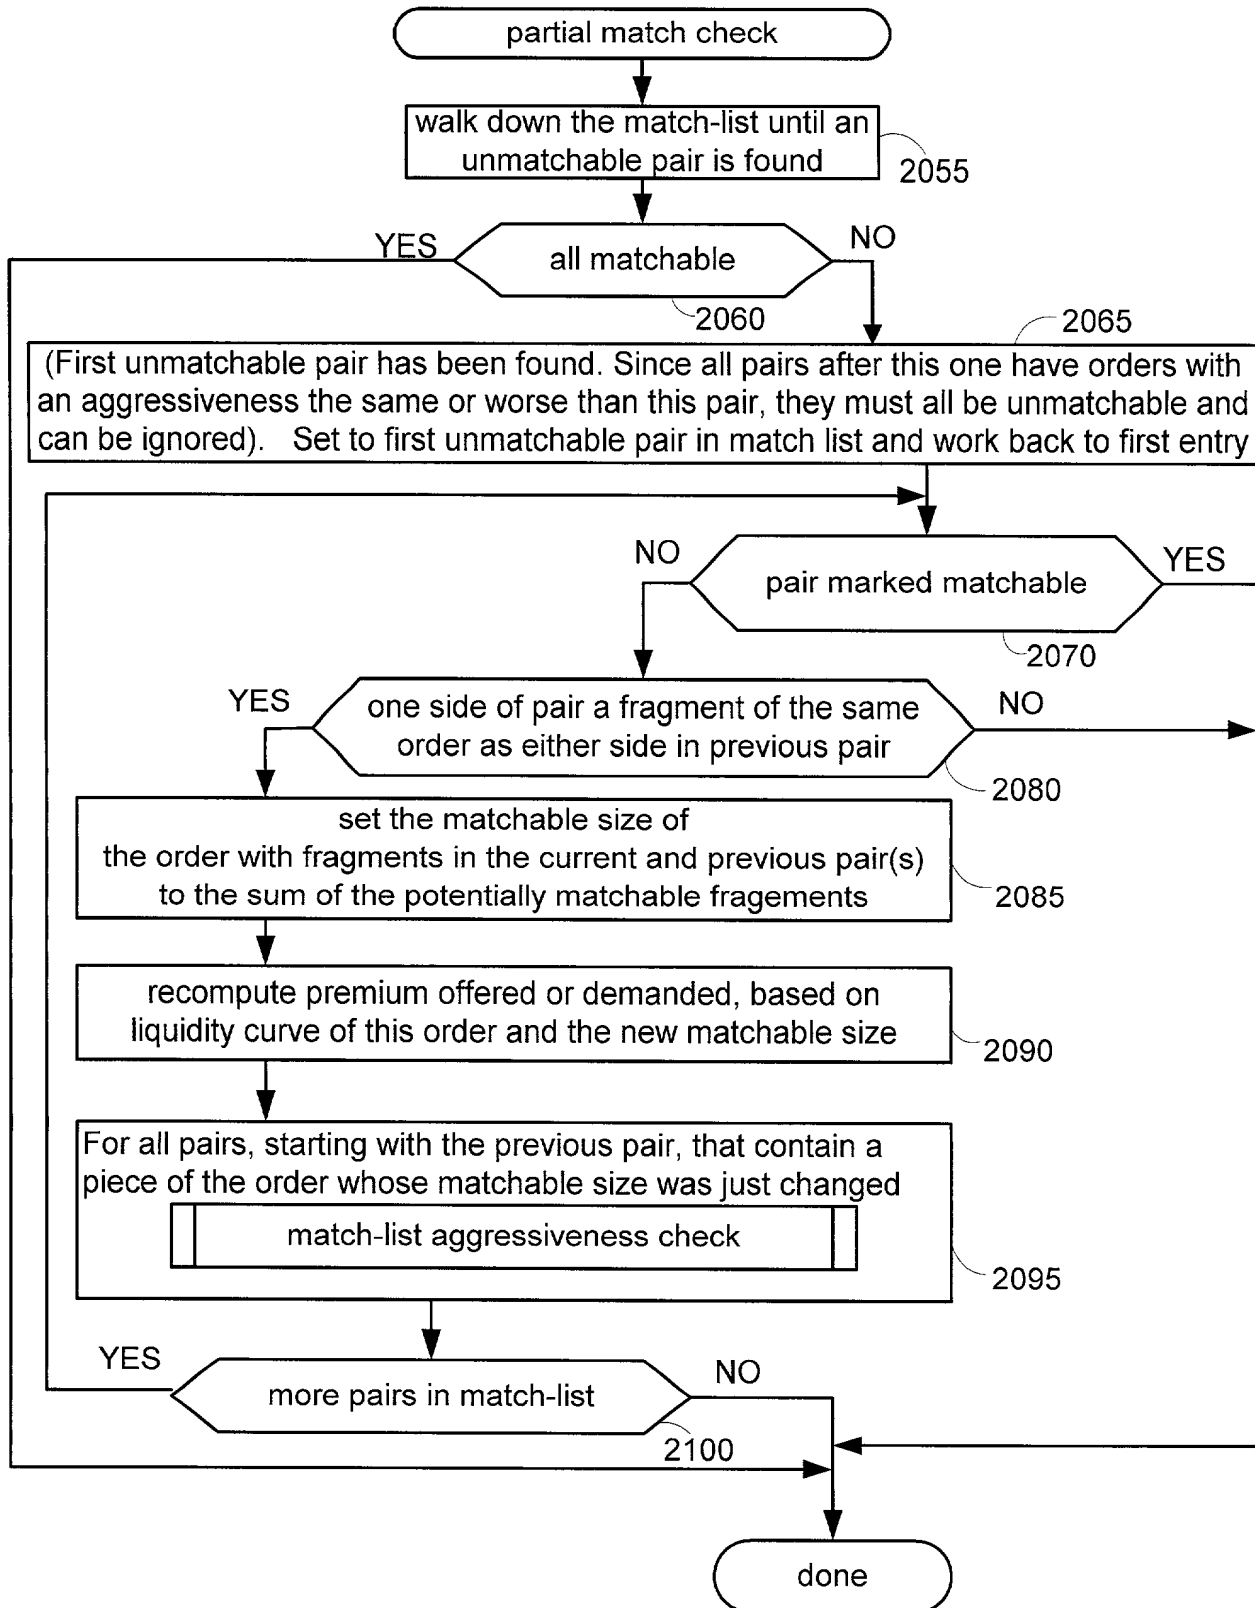 partial match check
walk down the match-list until an
unmatchable pair is found
2055
YES
NO
all matchable
2060
2065
(First unmatchable pair has been found. Since all pairs after this one have orders with
an aggressiveness the same or worse than this pair, they must all be unmatchable and
can be ignored). Set to first unmatchable pair in match list and work back to first entry
NO
YES
pair marked matchable
2070
YES
NO
one side of pair a fragment of the same
order as either side in previous pair
2080
set the matchable size of
the order with fragments in the current and previous pair(s)
to the sum of the potentially matchable fragements
2085
recompute premium offered or demanded, based on
liquidity curve of this order and the new matchable size
2090
For all pairs, starting with the previous pair, that contain a
piece of the order whose matchable size was just changed
match-list aggressiveness check
2095
YES
NO
more pairs in match-list
2100
done